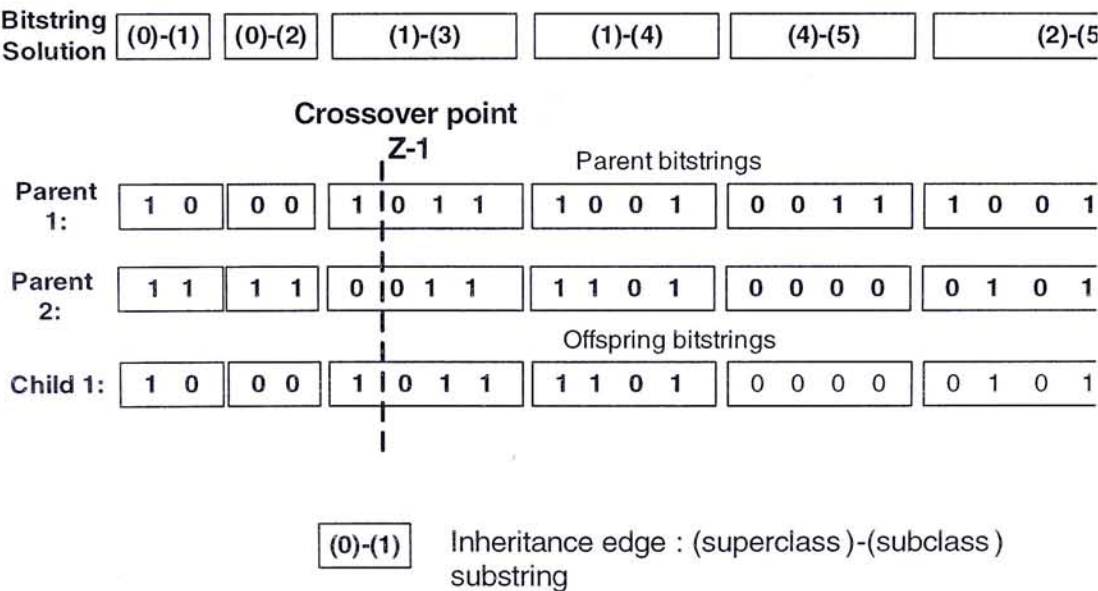 Bitstring Solution (0)-(1) (0)-(2) (1)-(3) (1)-(4) (4)-(5) (2)-(5
Crossover point
Z-1
Parent bitstrings
Parent 1: 1 0 0 0 1 0 1 1 1 0 0 1 0 0 1 1 1 0 0 1
Parent 2: 1 1 1 1 0 0 1 1 1 1 0 1 0 0 0 0 0 1 0 1
Offspring bitstrings
Child 1: 1 0 0 0 1 0 1 1 1 1 0 1 0 0 0 0 0 1 0 1
(0)-(1) Inheritance edge : (superclass)-(subclass)
substring